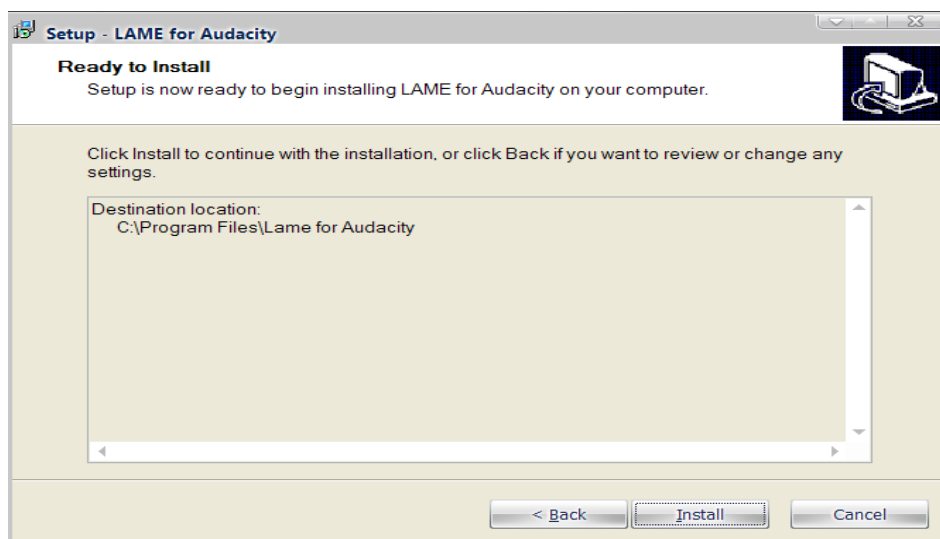 Setup - LAME for Audacity
Ready to Install
Setup is now ready to begin installing LAME for Audacity on your computer.
Click Install to continue with the installation, or click Back if you want to review or change any
settings.
Destination location:
C:\Program Files\Lame for Audacity
< Back Install Cancel